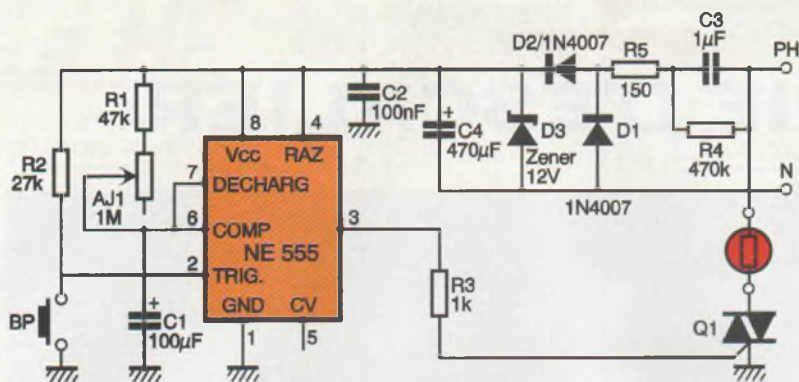 C3
1µF
PH
D2/1N4007
R5
150
R1
47k
C2
100nF
8
4
Vcc
RAZ
C4
470µF
D3
Zener
12V
D1
R4
470k
R2
27k
7
DECHARG
N
AJ1
1M
6
COMP
3
1N4007
NE 555
2
TRIG.
R3
1k
GND
CV
BP
C1
100µF
1
5
Q1
+
+